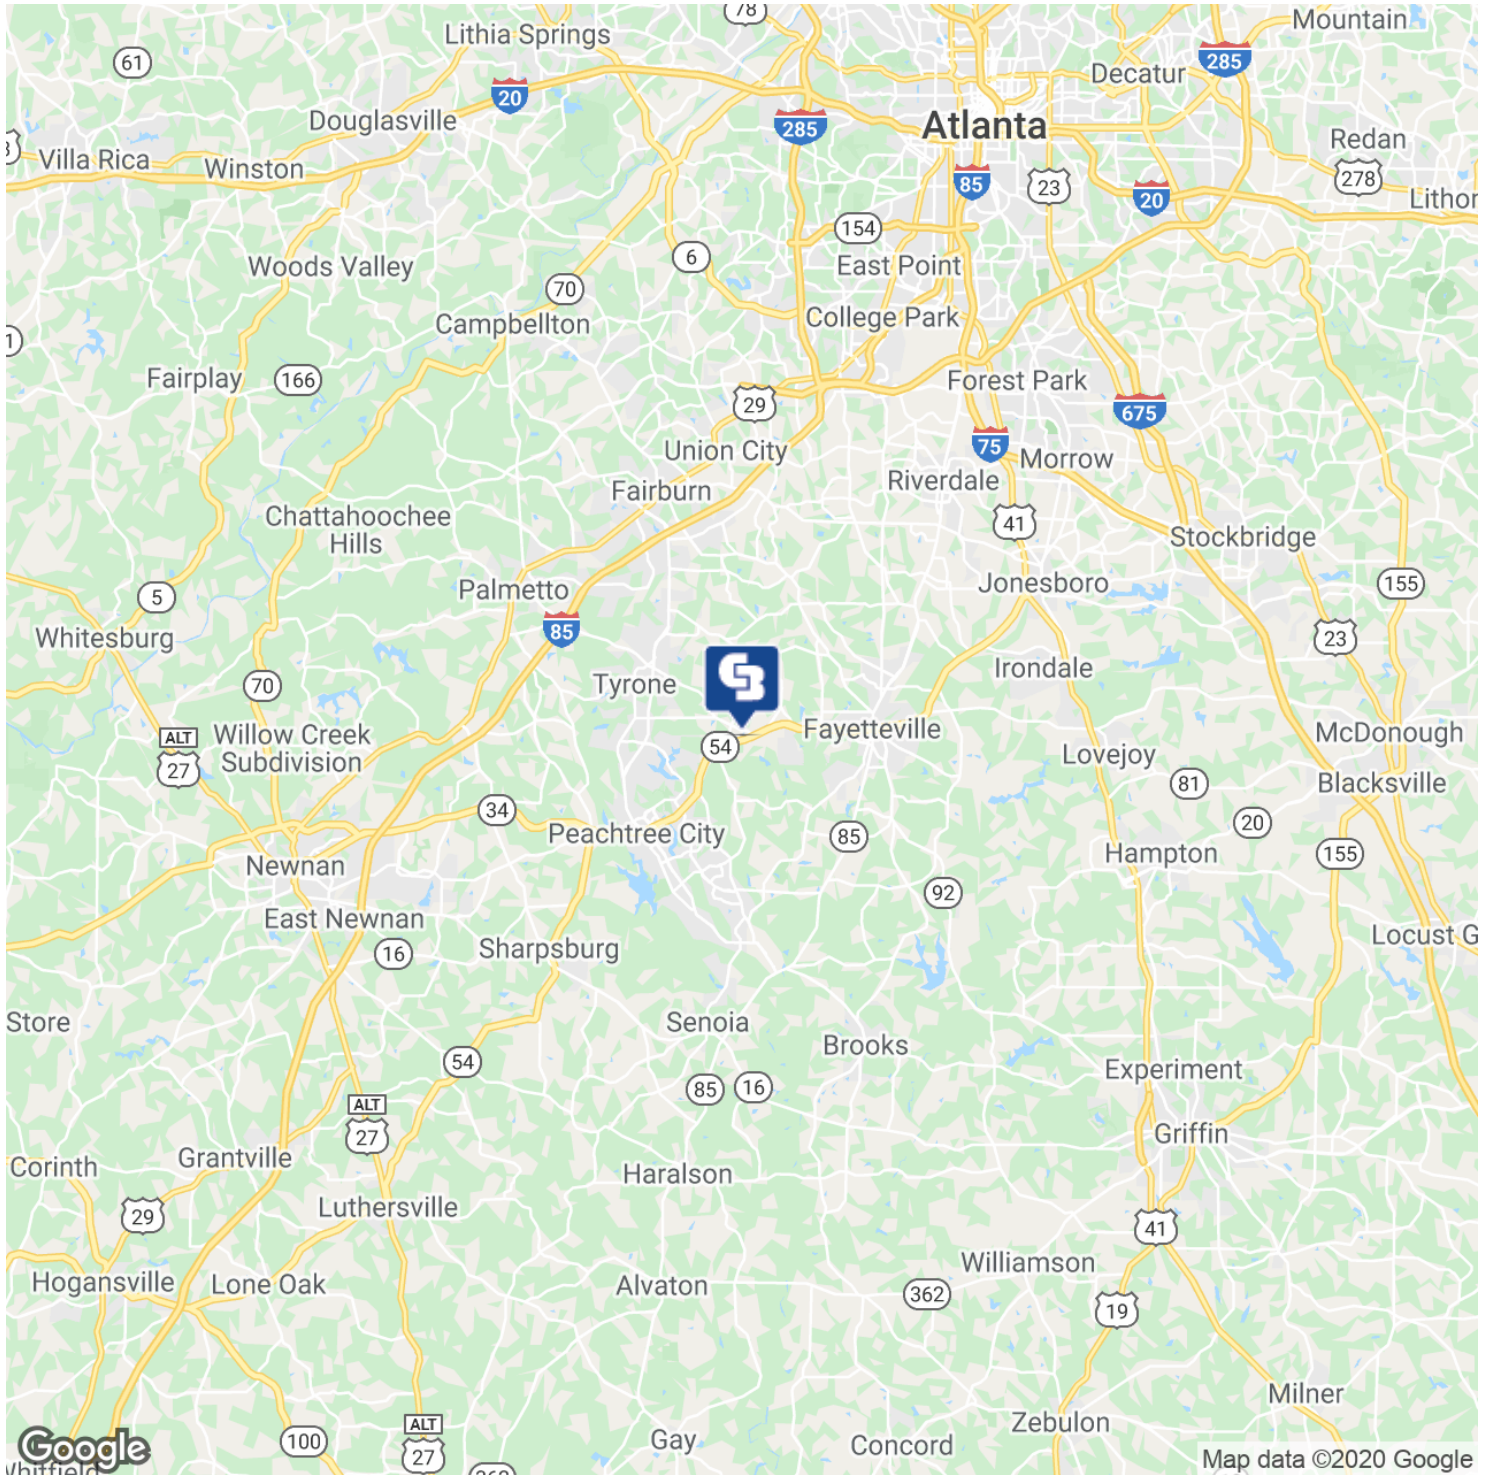 78
Mountain
Lithia Springs
61
285
Decatur
20
Douglasville
285
Atlanta
Redan
Villa Rica
Winston
85
23
278
20
Lithor
154
6
East Point
Woods Valley
70
College Park
Campbellton
1
Fairplay
166
Forest Park
29
675
75
Union City
Morrow
Riverdale
Fairburn
41
Chattahoochee
Hills
Stockbridge
Palmetto
Jonesboro
155
5
85
Whitesburg
23
Irondale
70
Tyrone
CB
Fayetteville
54
ALT
27
Willow Creek
Subdivision
McDonough
Lovejoy
81
Blacksville
34
20
Peachtree City
85
Hampton
155
Newnan
92
East Newnan
16
Sharpsburg
Locust G
Store
Senoia
Brooks
54
Experiment
85
16
ALT
27
Griffin
Corinth
Grantville
Haralson
Luthersville
29
41
Williamson
Hogansville
Lone Oak
Alvaton
362
19
Milner
ALT
27
Zebulon
100
Gay
Concord
Google
Map data ©2020 Google